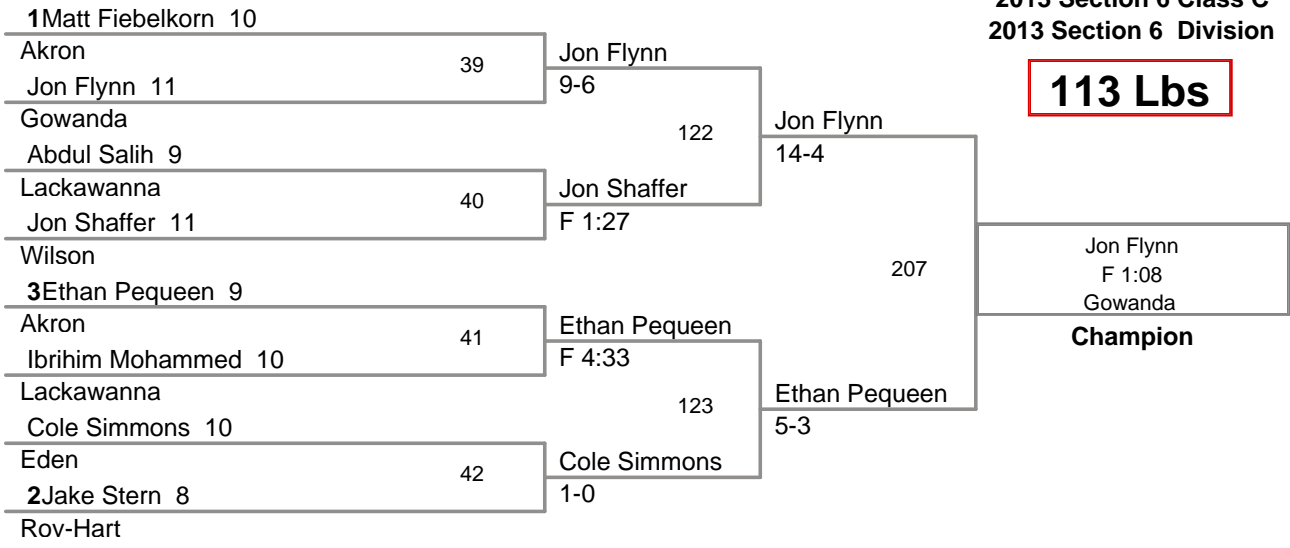 2013 Section 6 Class C
2013 Section 6 Division
113 Lbs
1Matt Fiebelkorn 10
Akron
Jon Flynn 11
Gowanda
Abdul Salih 9
Lackawanna
Jon Shaffer 11
Wilson
3Ethan Pequeen 9
Akron
Ibrihim Mohammed 10
Lackawanna
Cole Simmons 10
Eden
2Jake Stern 8
Roy-Hart
39
40
41
42
Jon Flynn
9-6
Jon Shaffer
F 1:27
Ethan Pequeen
F 4:33
Cole Simmons
1-0
122
123
Jon Flynn
14-4
Ethan Pequeen
5-3
207
Jon Flynn
F 1:08
Gowanda
Champion